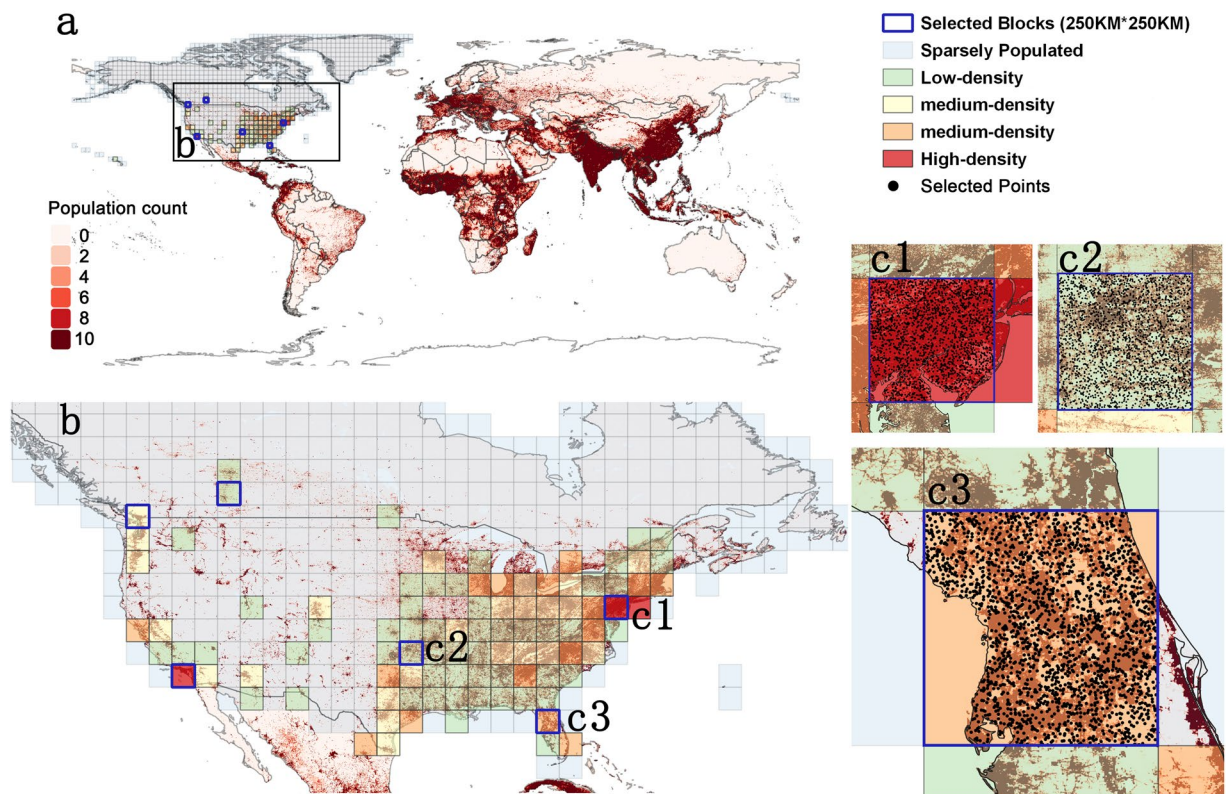 a
b
Population count
0
2
4
6
8
10
Selected Blocks (250KM*250KM)
Sparsely Populated
Low-density
medium-density
medium-density
High-density
Selected Points
b
c1
c2
c3
c1
c2
c3